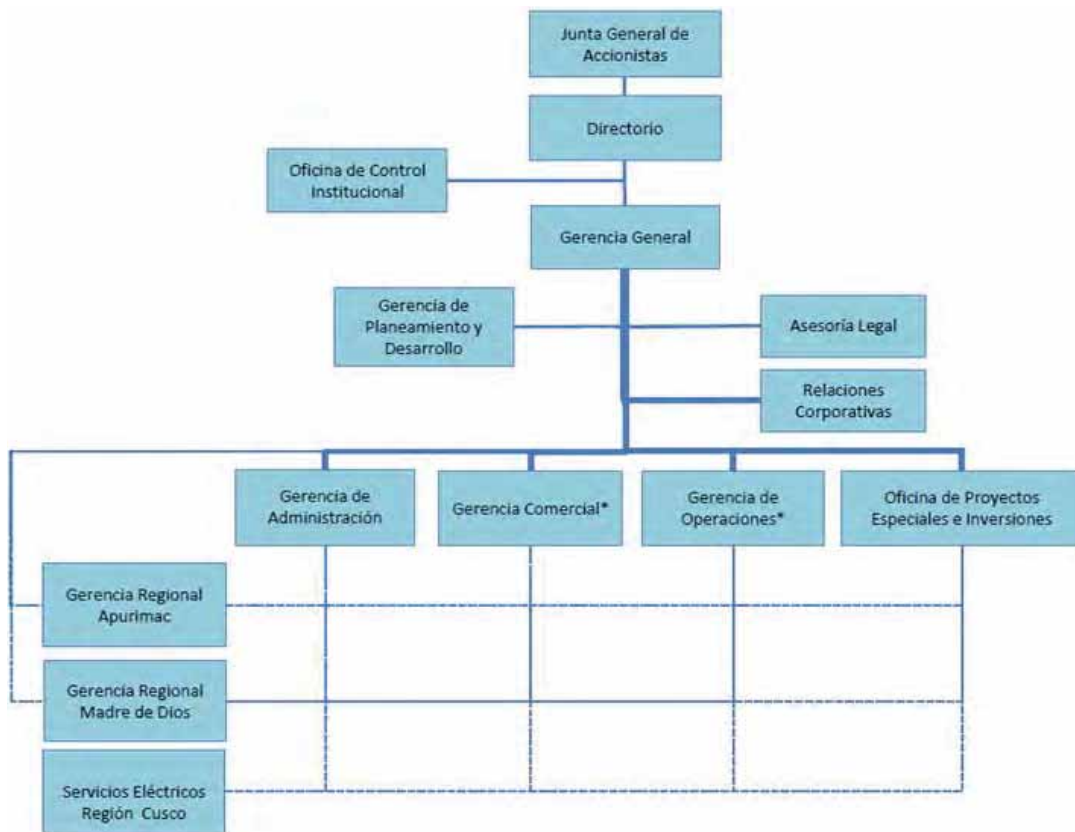 Junta General de
Accionistas
Directorio
Oficina de Control
Institucional
Gerencia General
Gerencia de
Planeamiento y
Desarrollo
Asesoría Legal
Relaciones
Corporativas
Gerencia de
Administración
Gerencia Comercial*
Gerencia de
Operaciones*
Oficina de Proyectos
Especiales e Inversiones
Gerencia Regional
Apurimac
Gerencia Regional
Madre de Dios
Servicios Eléctricos
Región Cusco